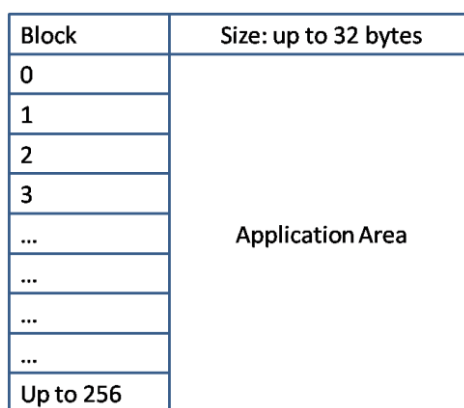 Block Size: up to 32 bytes
0
1
2
3
...
Application Area
...
...
...
Up to 256